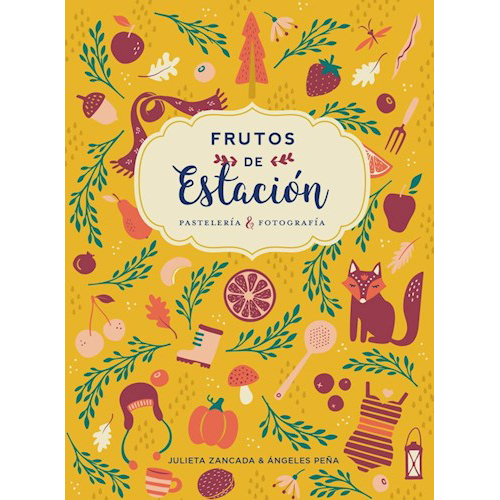 FRUTOS
DE
Estación
PASTELERÍA & FOTOGRAFÍA
JULIETA ZANCADA & ÁNGELES PEÑA